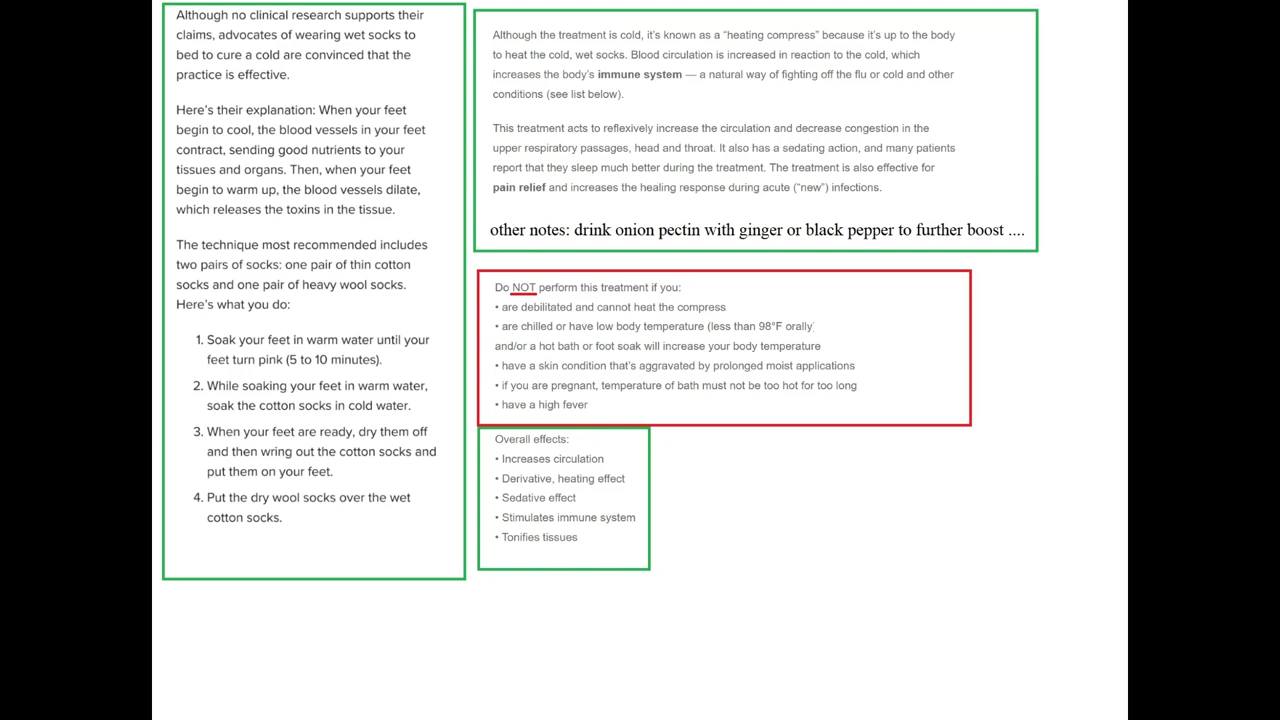 Although no clinical research supports their
claims, advocates of wearing wet socks to
bed to cure a cold are convinced that the
practice is effective.
Here's their explanation: When your feet
begin to cool, the blood vessels in your feet
contract, sending good nutrients to your
tissues and organs. Then, when your feet
begin to warm up, the blood vessels dilate,
which releases the toxins in the tissue.
The technique most recommended includes
two pairs of socks: one pair of thin cotton
socks and one pair of heavy wool socks.
Here's what you do:
1. Soak your feet in warm water until your
feet turn pink (5 to 10 minutes).
2. While soaking your feet in warm water,
soak the cotton socks in cold water.
3. When your feet are ready, dry them off
and then wring out the cotton socks and
put them on your feet.
4. Put the dry wool socks over the wet
cotton socks.
Although the treatment is cold, it's known as a “heating compress” because it's up to the body
to heat the cold, wet socks. Blood circulation is increased in reaction to the cold, which
increases the body's immune system — a natural way of fighting off the flu or cold and other
conditions (see list below).
This treatment acts to reflexively increase the circulation and decrease congestion in the
upper respiratory passages, head and throat. It also has a sedating action, and many patients
report that they sleep much better during the treatment. The treatment is also effective for
pain relief and increases the healing response during acute (“new”) infections.
other notes: drink onion pectin with ginger or black pepper to further boost ....
Do NOT perform this treatment if you:
• are debilitated and cannot heat the compress
• are chilled or have low body temperature (less than 98°F orally)
and/or a hot bath or foot soak will increase your body temperature
• have a skin condition that's aggravated by prolonged moist applications
• if you are pregnant, temperature of bath must not be too hot for too long
• have a high fever
Overall effects:
• Increases circulation
• Derivative, heating effect
• Sedative effect
• Stimulates immune system
• Tonifies tissues